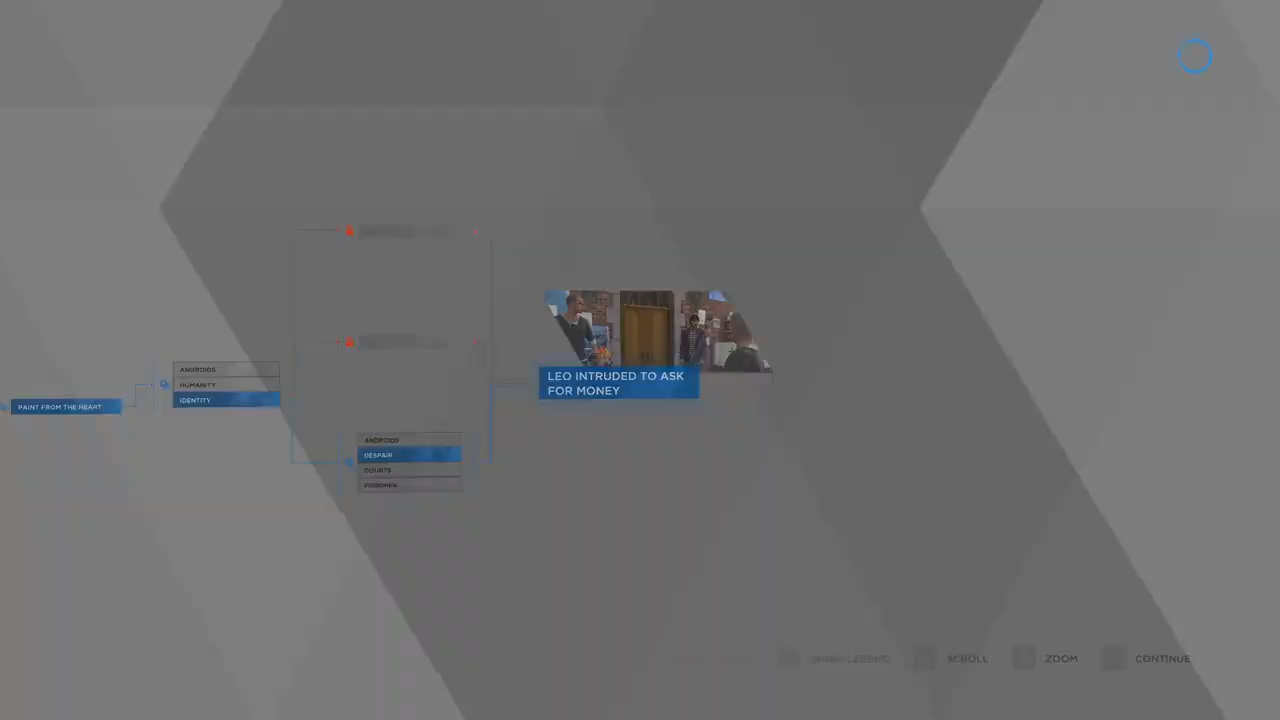 ANDROIDS
HUMANITY
IDENTITY
PAINT FROM THE HEART
LEO INTRUDED TO ASK
FOR MONEY
ANDROIDS
DESPAIR
DOUBTS
PRISONER
LEGEND
SCROLL
ZOOM
CONTINUE